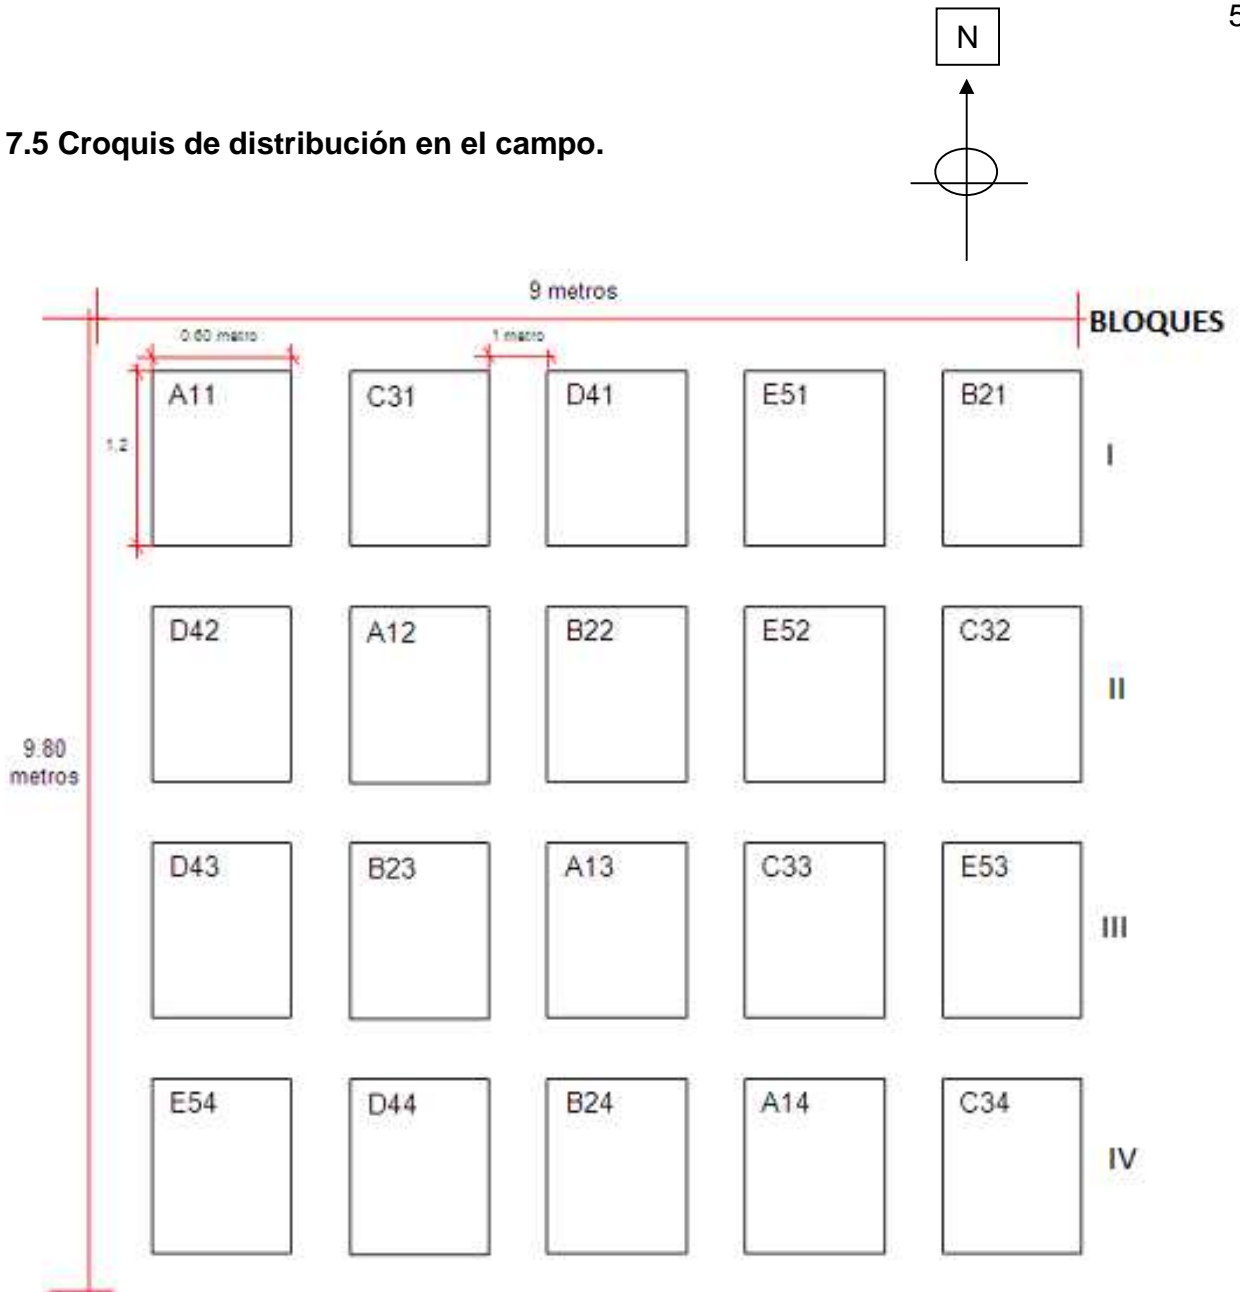 5
N
7.5 Croquis de distribución en el campo.
9 metros
BLOQUES
0.60 metro
1 metro
A11 C31 D41 E51 B21
1.2
I
D42 A12 B22 E52 C32
II
9.80
metros
D43 B23 A13 C33 E53
III
E54 D44 B24 A14 C34
IV